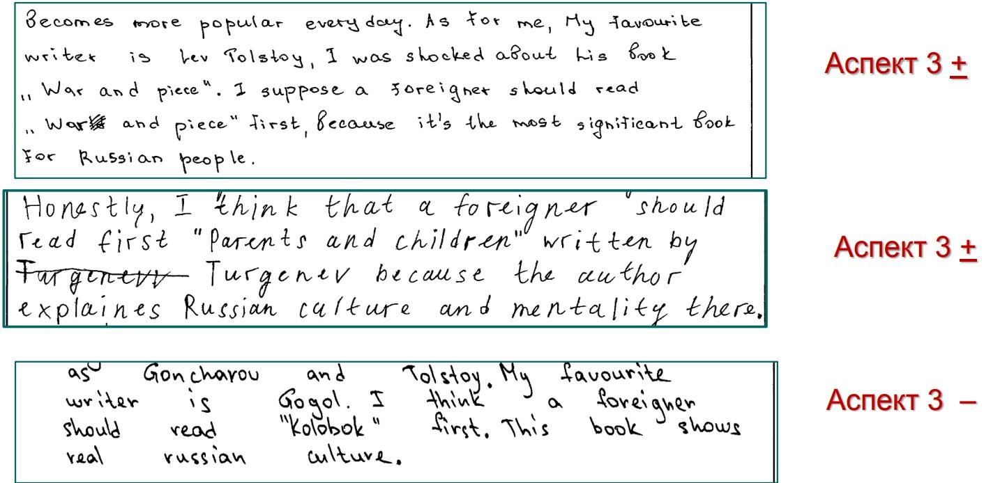 Becomes more popular every day. As for me, My favourite
writer is Lev Tolstoy, I was shocked about his book
„ War and piece". I suppose a foreigner should read
„ War and piece" first, because it's the most significant book
for Russian people.
Аспект 3 +
Honestly, I think that a foreigner should
read first "Parents and children" written by
Turgenev because the author
explaines Russian culture and mentality there.
Аспект 3 +
as Goncharov and Tolstoy. My favourite
writer is Gogol. I think a foreigner
should read "Kolobok" first. This book shows
real russian culture.
Аспект 3 –